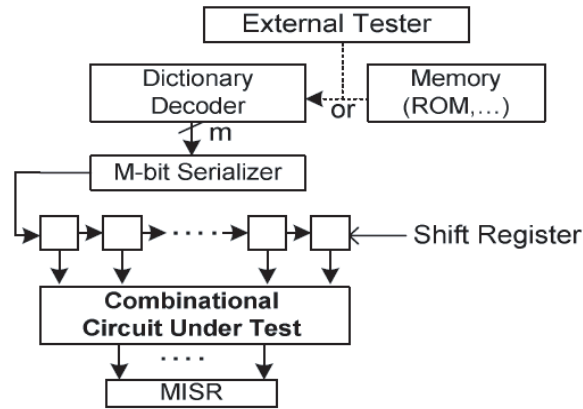 External Tester
Dictionary
Decoder
Memory
(ROM,...)
or
m
M-bit Serializer
Shift Register
Combinational
Circuit Under Test
MISR